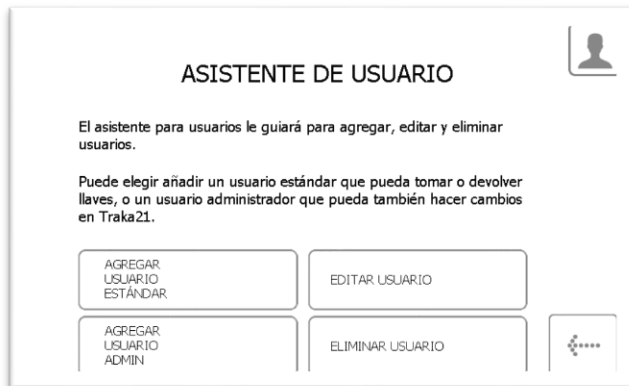 ASISTENTE DE USUARIO
El asistente para usuarios le guiará para agregar, editar y eliminar
usuarios.
Puede elegir añadir un usuario estándar que pueda tomar o devolver
llaves, o un usuario administrador que pueda también hacer cambios
en Traka21.
AGREGAR
USUARIO
ESTÁNDAR
EDITAR USUARIO
AGREGAR
USUARIO
ADMIN
ELIMINAR USUARIO